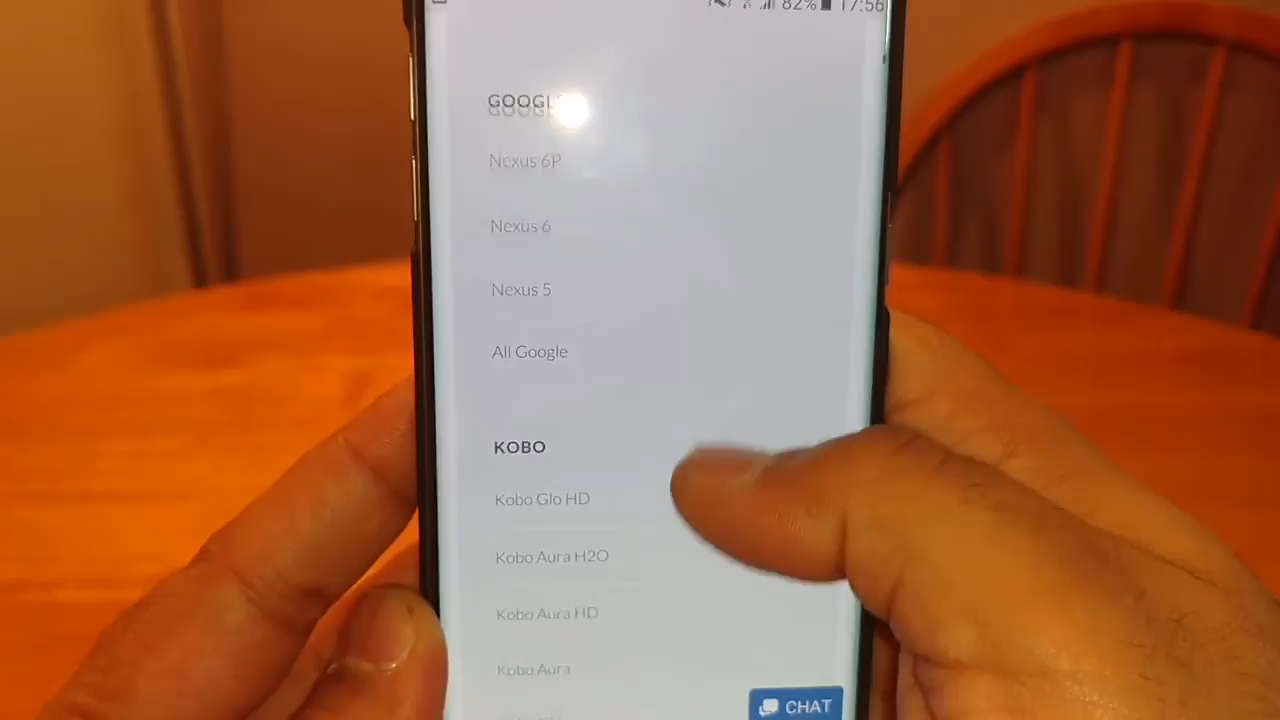 82% 17:56
GOOGLE
Nexus 6P
Nexus 6
Nexus 5
All Google
KOBO
Kobo Glo HD
Kobo Aura H2O
Kobo Aura HD
Kobo Aura
CHAT